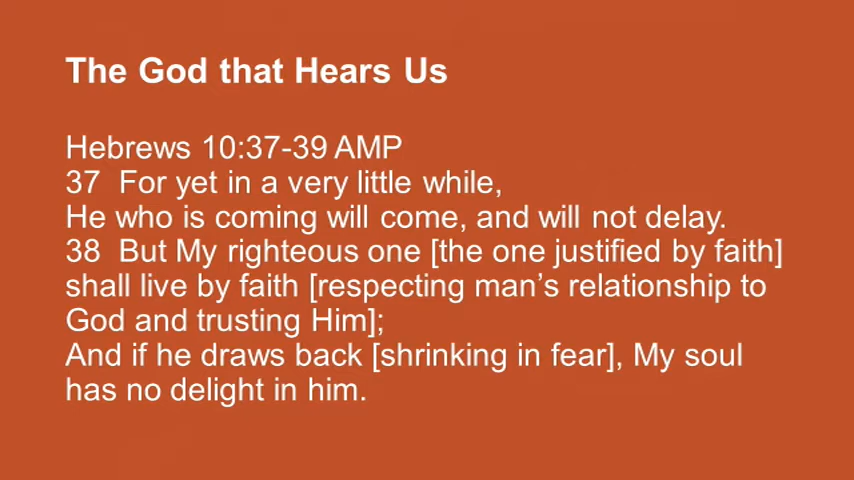 The God that Hears Us
Hebrews 10:37-39 AMP
37  For yet in a very little while,
He who is coming will come, and will not delay.
38  But My righteous one [the one justified by faith]
shall live by faith [respecting man’s relationship to
God and trusting Him];
And if he draws back [shrinking in fear], My soul
has no delight in him.